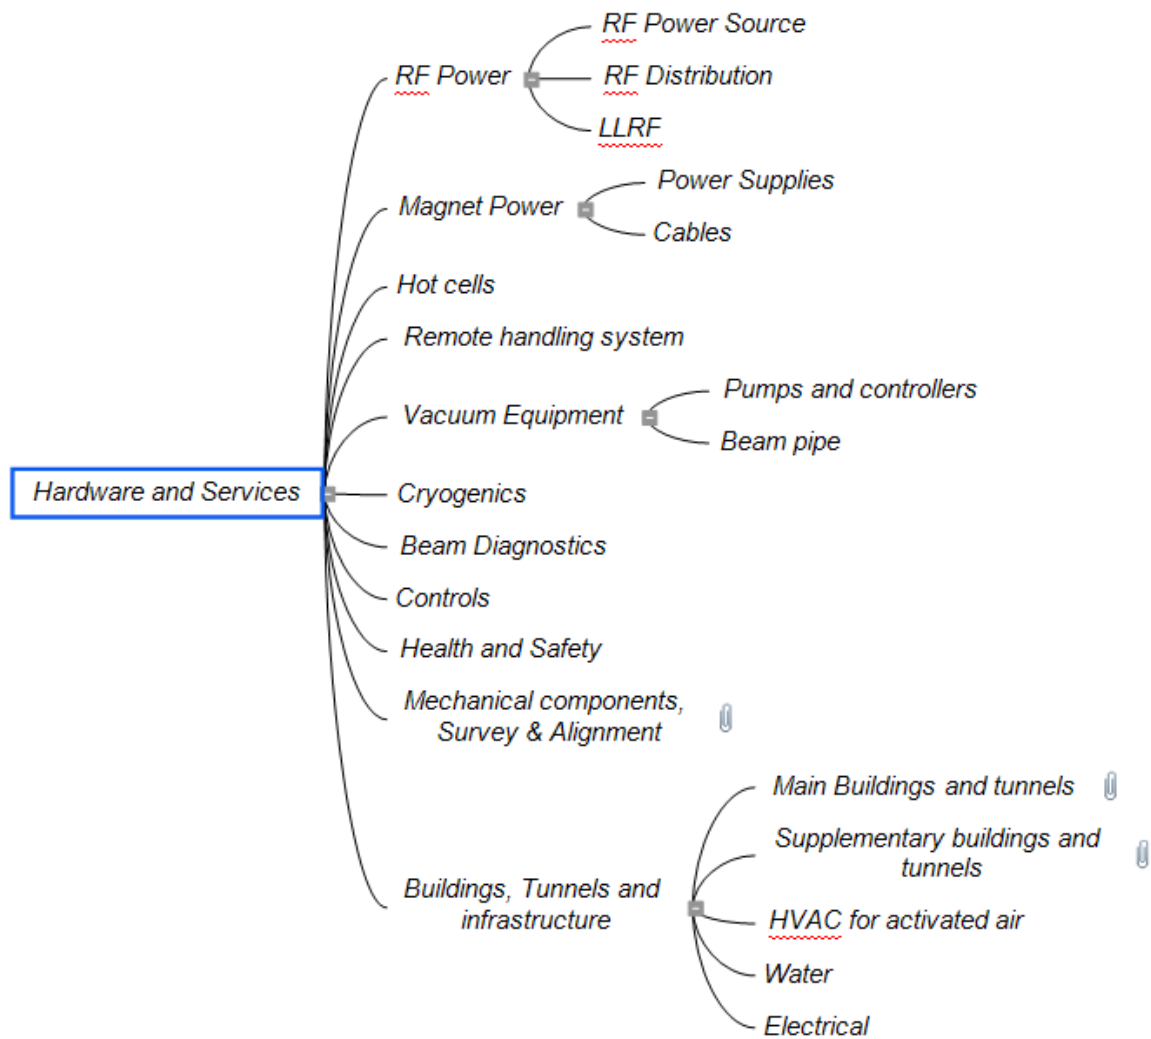 RF Power Source
RF Power
RF Distribution
LLRF
Power Supplies
Magnet Power
Cables
Hot cells
Remote handling system
Pumps and controllers
Vacuum Equipment
Beam pipe
Hardware and Services
Cryogenics
Beam Diagnostics
Controls
Health and Safety
Mechanical components,
Survey & Alignment
Main Buildings and tunnels
Supplementary buildings and
tunnels
Buildings, Tunnels and
infrastructure
HVAC for activated air
Water
Electrical